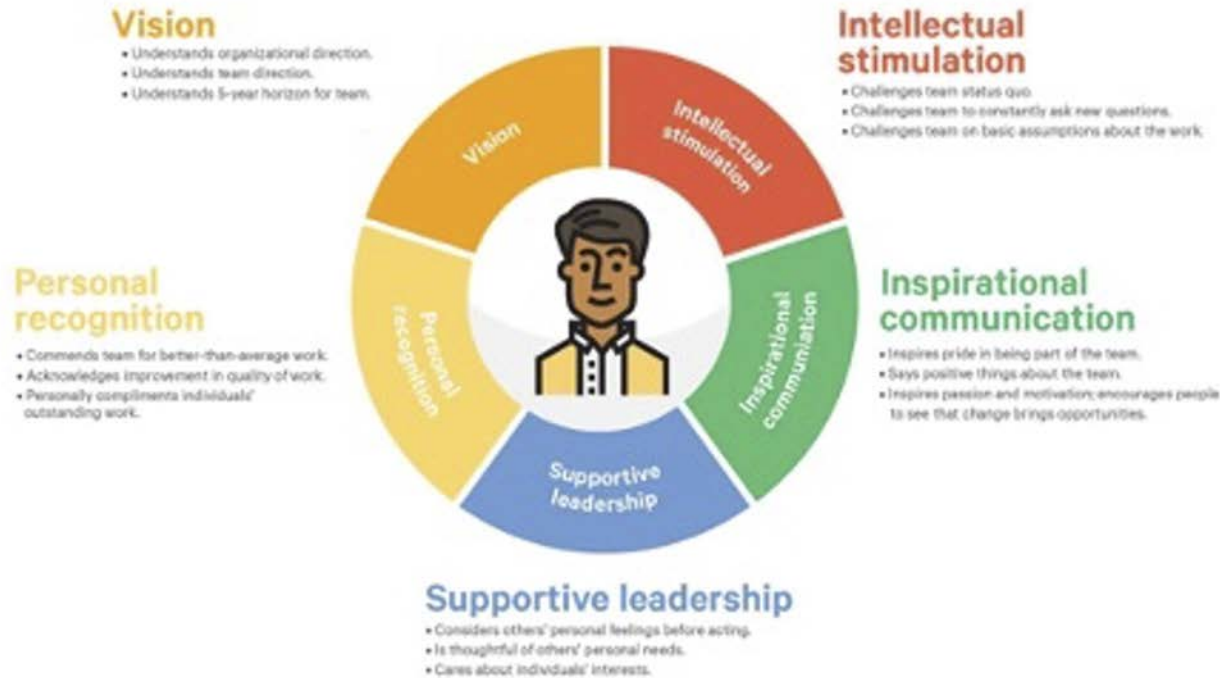 Vision
• Understands organizational direction.
• Understands team direction.
• Understands 5-year horizon for team.
Intellectual
stimulation
• Challenges team status quo.
• Challenges team to constantly ask new questions.
• Challenges team on basic assumptions about the work.
Vision
Intellectual
stimulation
Personal
recognition
• Commends team for better-than-average work.
• Acknowledges improvement in quality of work.
• Personally compliments individuals'
outstanding work.
Personal
recognition
Inspirational
communiation
Inspirational
communication
• Inspires pride in being part of the team.
• Says positive things about the team.
• Inspires passion and motivation; encourages people
to see that change brings opportunities.
Supportive
leadership
Supportive leadership
• Considers others' personal feelings before acting.
• Is thoughtful of others' personal needs.
• Cares about individuals' interests.